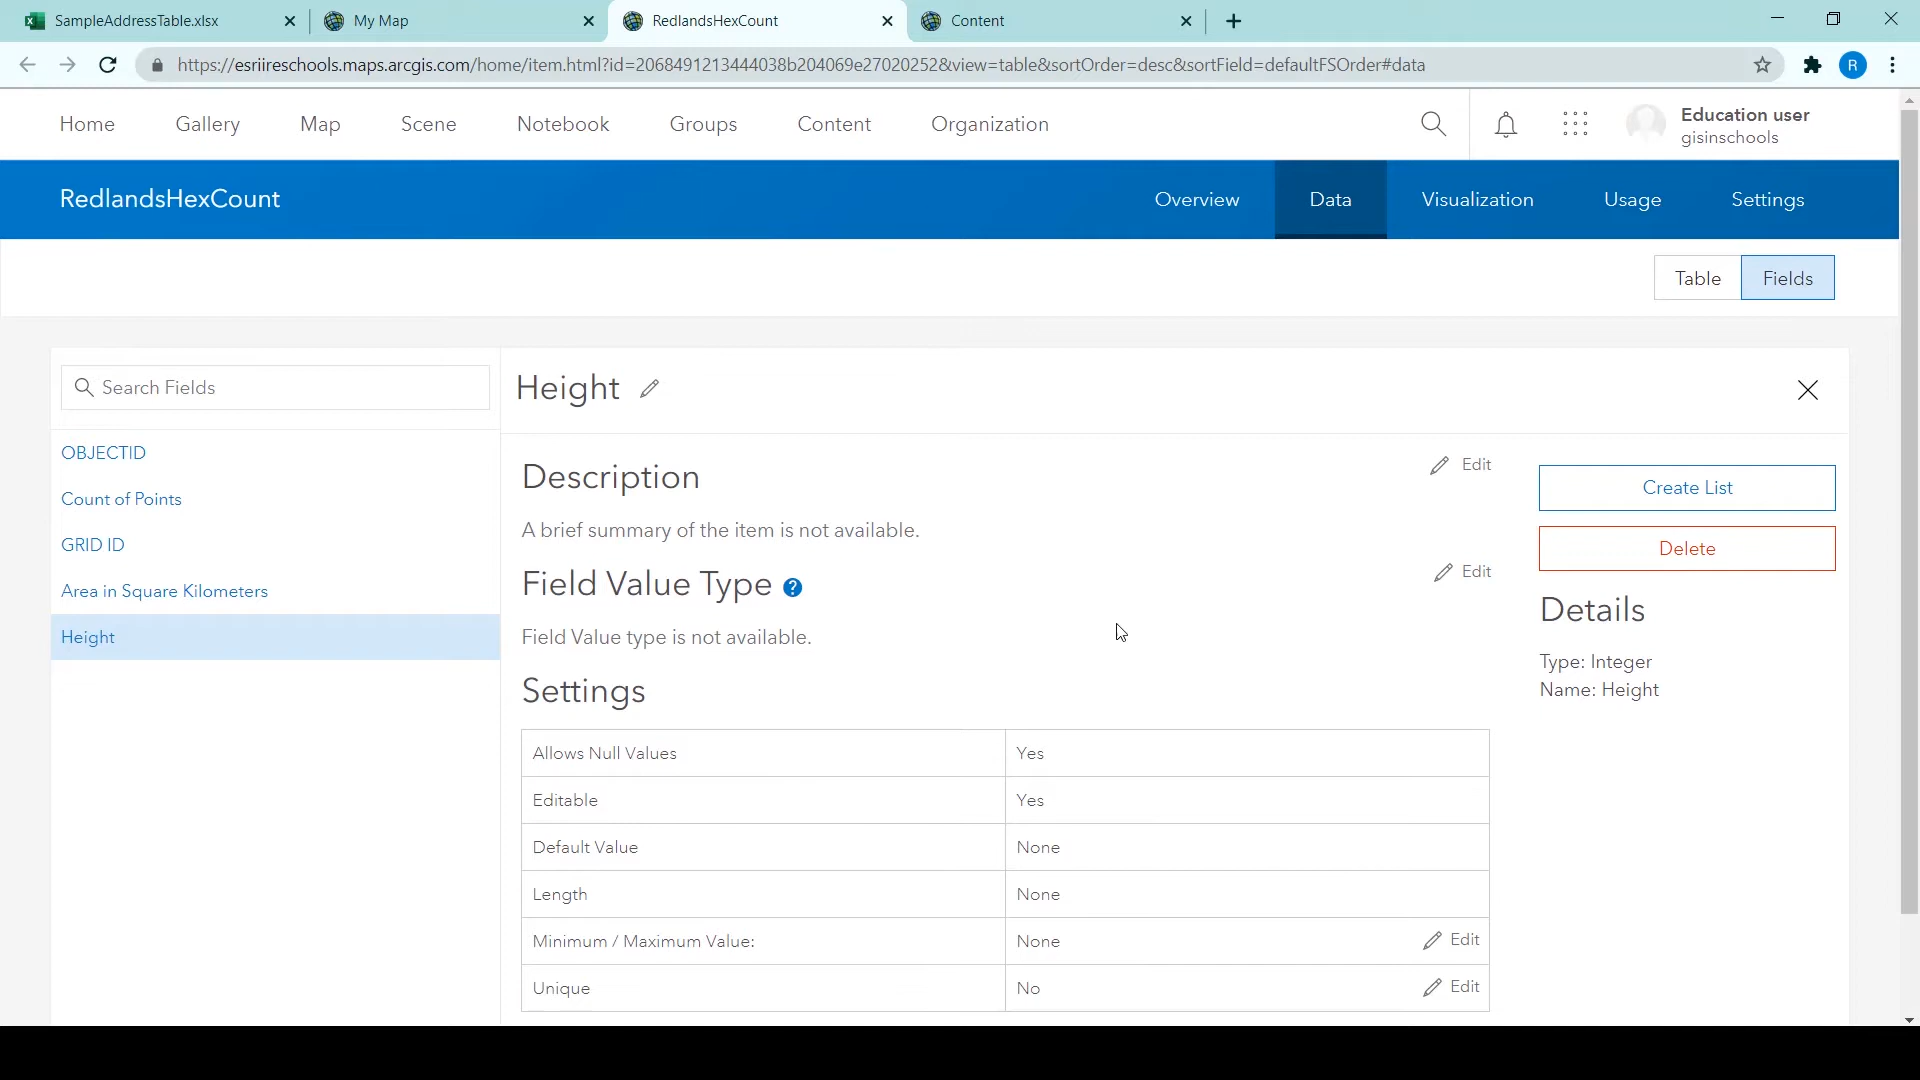 SampleAddressTable.xlsx
My Map
RedlandsHexCount
Content
https://esriireschools.maps.arcgis.com/home/item.html?id=2068491213444038b204069e27020252&view=table&sortOrder=desc&sortField=defaultFSOrder#data
R
Home Gallery Map Scene Notebook Groups Content Organization
Education user
gisinschools
RedlandsHexCount
Overview Data Visualization Usage Settings
Table Fields
Search Fields
OBJECTID
Count of Points
GRID ID
Area in Square Kilometers
Height
Height
Description
Edit
A brief summary of the item is not available.
Field Value Type ?
Edit
Field Value type is not available.
Settings
Allows Null Values Yes
Editable Yes
Default Value None
Length None
Minimum / Maximum Value: None Edit
Unique No Edit
Create List
Delete
Details
Type: Integer
Name: Height